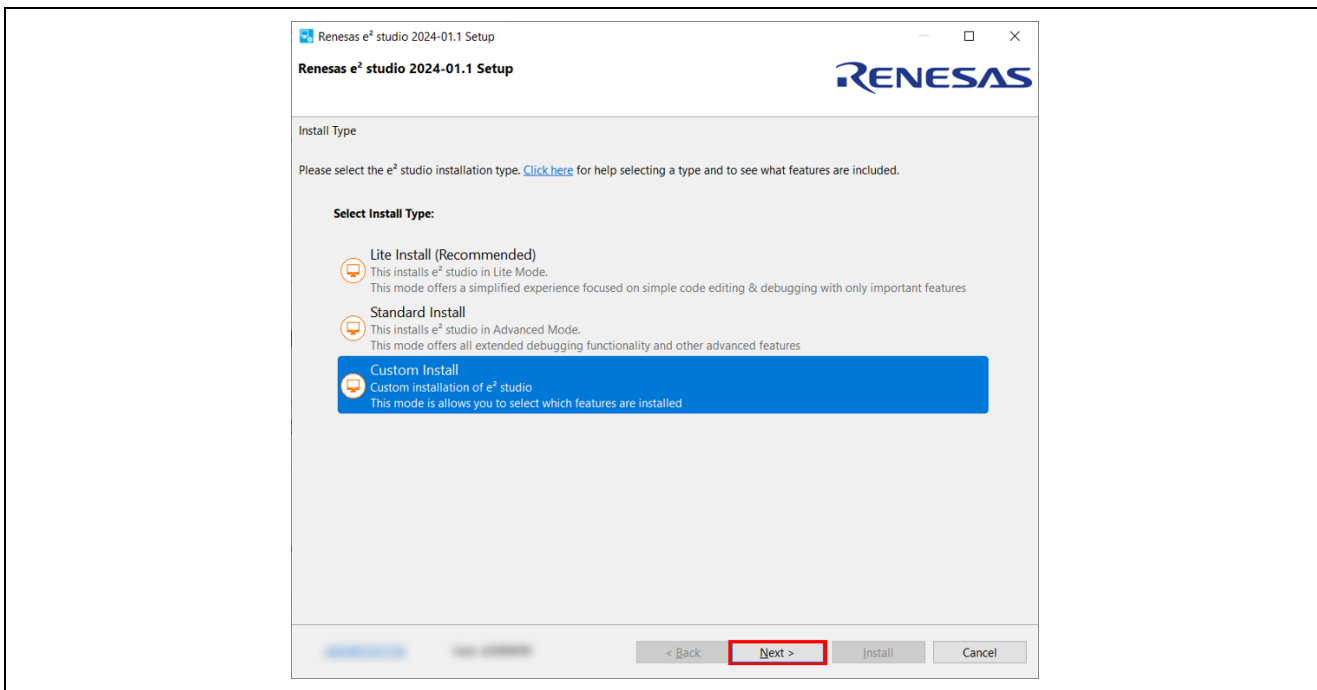 Renesas e² studio 2024-01.1 Setup
Renesas e² studio 2024-01.1 Setup
RENESAS
Install Type
Please select the e² studio installation type. Click here for help selecting a type and to see what features are included.
Select Install Type:
Lite Install (Recommended)
This installs e² studio in Lite Mode.
This mode offers a simplified experience focused on simple code editing & debugging with only important features
Standard Install
This installs e² studio in Advanced Mode.
This mode offers all extended debugging functionality and other advanced features
Custom Install
Custom installation of e² studio
This mode is allows you to select which features are installed
< Back Next > Install Cancel